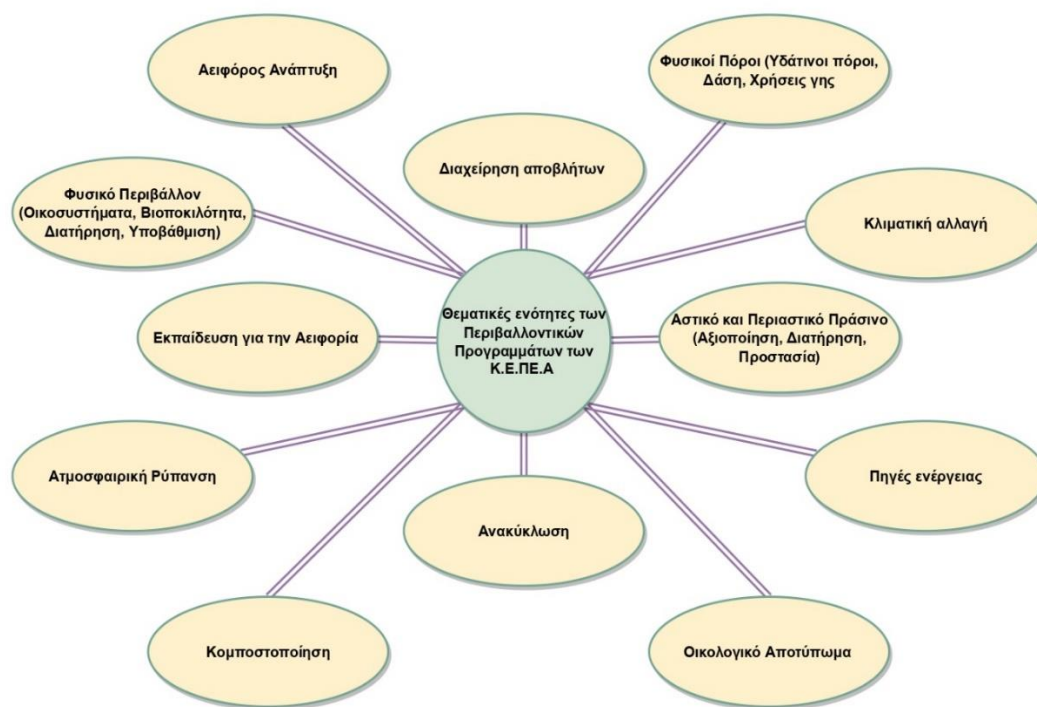 Αειφόρος Ανάπτυξη
Φυσικοί Πόροι (Υδάτινοι πόροι,
Δάση, Χρήσεις γης
Διαχείρηση αποβλήτων
Φυσικό Περιβάλλον
(Οικοσυστήματα, Βιοποκιλότητα,
Διατήρηση, Υποβάθμιση)
Κλιματική αλλαγή
Θεματικές ενότητες των
Περιβαλλοντικών
Προγραμμάτων των
Κ.Ε.ΠΕ.Α
Εκπαίδευση για την Αειφορία
Αστικό και Περιαστικό Πράσινο
(Αξιοποίηση, Διατήρηση,
Προστασία)
Ατμοσφαιρική Ρύπανση
Πηγές ενέργειας
Ανακύκλωση
Κομποστοποίηση
Οικολογικό Αποτύπωμα